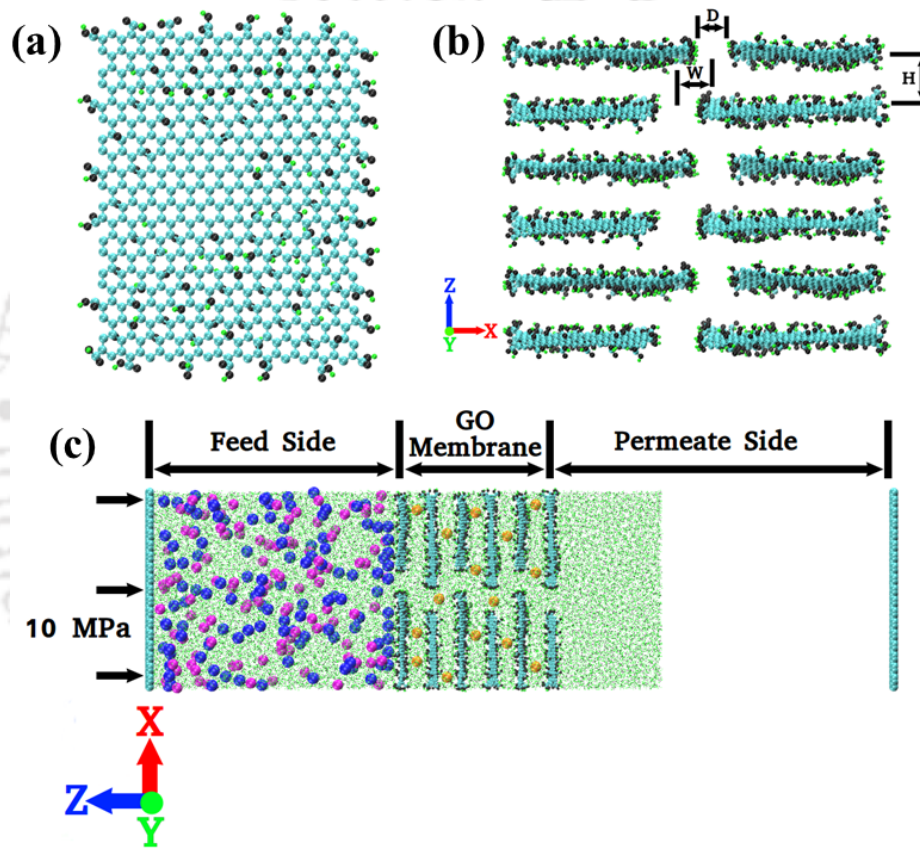 (a)
(b)
D
W
H
Z
Y
X
(c)
Feed Side
GO
Membrane
Permeate Side
10 MPa
X
Z
Y